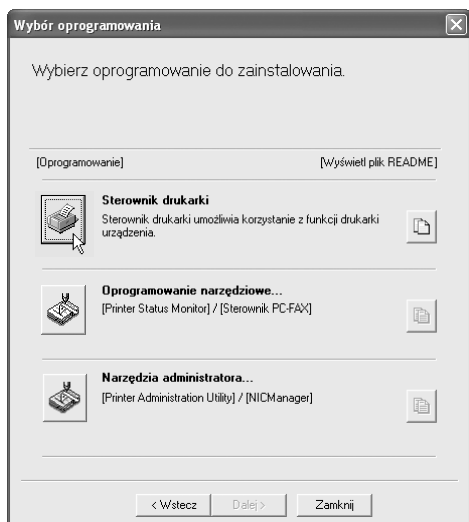 Wybór oprogramowania
Wybierz oprogramowanie do zainstalowania.
[Oprogramowanie] [Wyświetl plik README]
Sterownik drukarki
Sterownik drukarki umożliwia korzystanie z funkcji drukarki
urządzenia.
Oprogramowanie narzędziowe...
[Printer Status Monitor] / [Sterownik PC-FAX]
Narzędzia administratora...
[Printer Administration Utility] / [NICManager]
< Wstecz Dalej > Zamknij